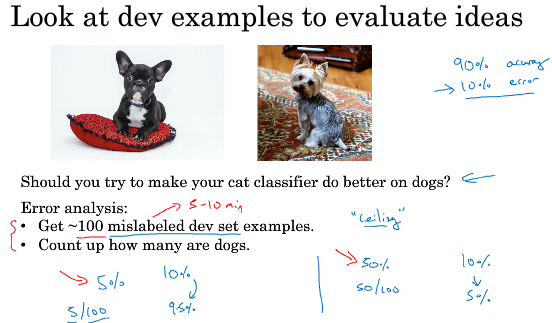 Look at dev examples to evaluate ideas
90% accuracy
→ 10% error
Should you try to make your cat classifier do better on dogs? ←
Error analysis:
→ 5-10 min
• Get ~100 mislabeled dev set examples.
• Count up how many are dogs.
"ceiling"
→ 5%
10%
↓
5/100
9.5%
→ 50%
10%
↓
50/100
5%